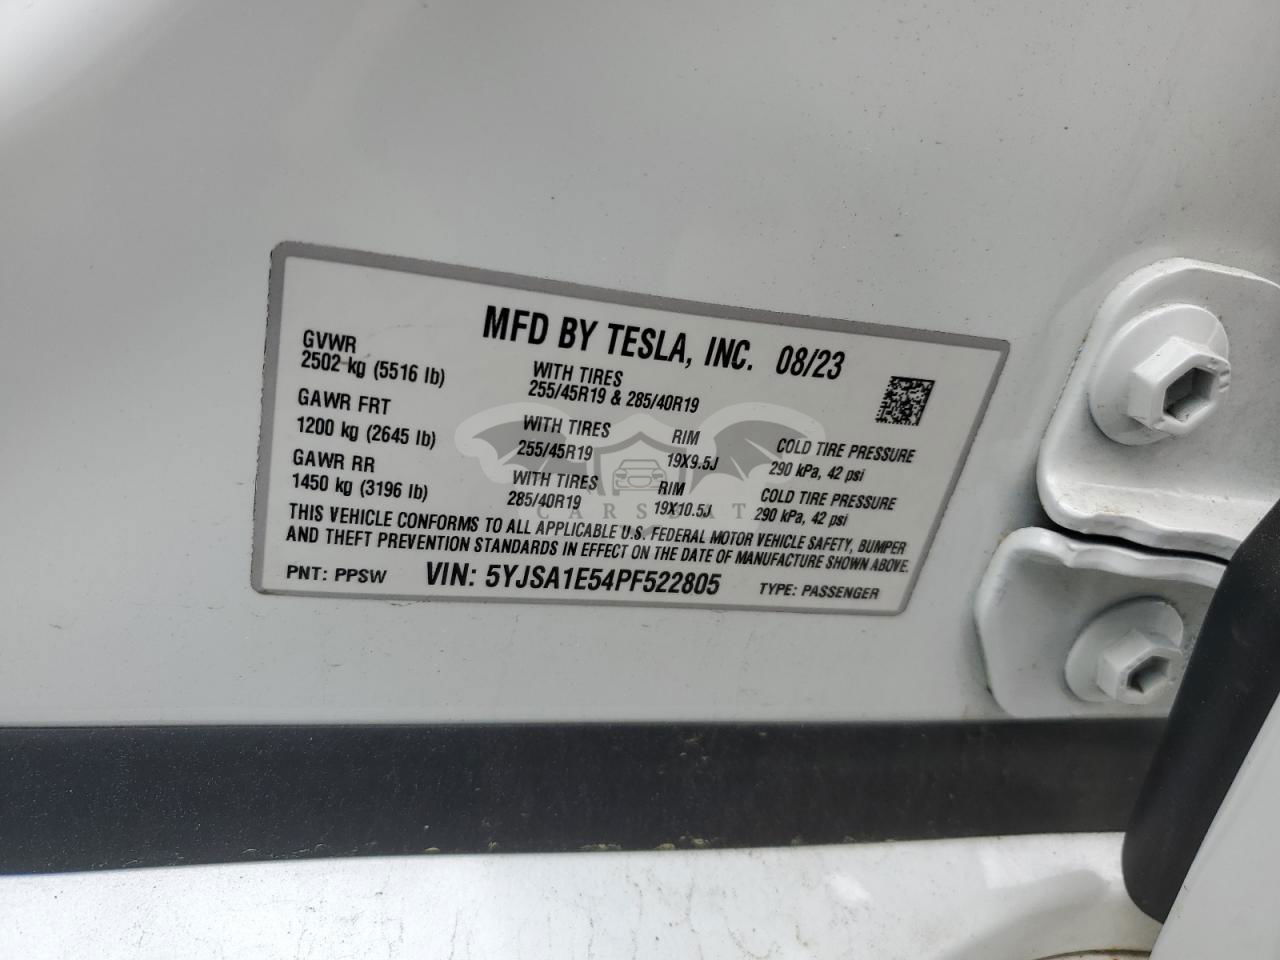 MFD BY TESLA, INC. 08/23
GVWR
2502 kg (5516 lb)
WITH TIRES
255/45R19 & 285/40R19
GAWR FRT
1200 kg (2645 lb)
WITH TIRES
255/45R19
RIM
19X9.5J
COLD TIRE PRESSURE
290 kPa, 42 psi
GAWR RR
1450 kg (3196 lb)
WITH TIRES
285/40R19
RIM
19X10.5J
COLD TIRE PRESSURE
290 kPa, 42 psi
THIS VEHICLE CONFORMS TO ALL APPLICABLE U.S. FEDERAL MOTOR VEHICLE SAFETY, BUMPER
AND THEFT PREVENTION STANDARDS IN EFFECT ON THE DATE OF MANUFACTURE SHOWN ABOVE.
PNT: PPSW VIN: 5YJSA1E54PF522805 TYPE: PASSENGER